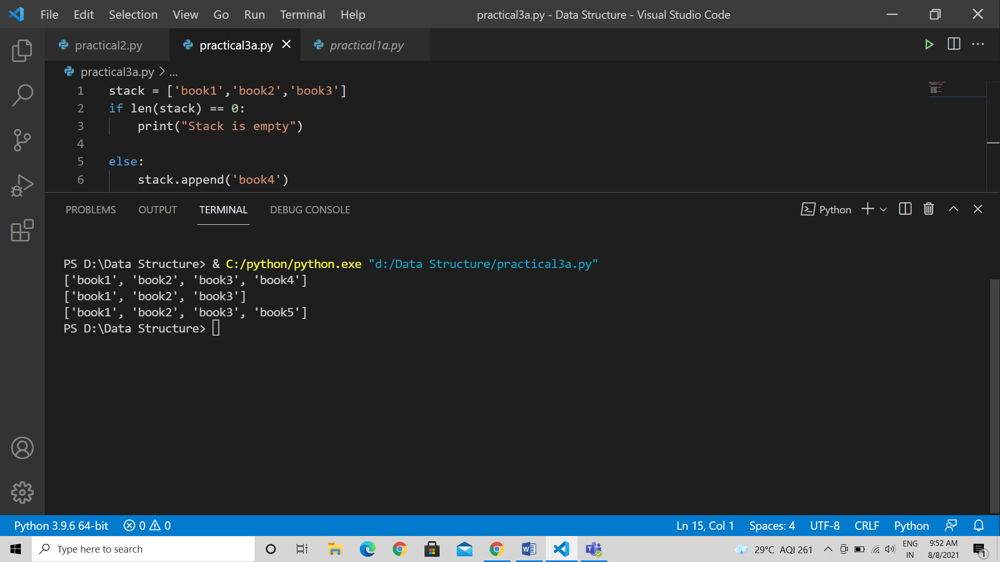 File Edit Selection View Go Run Terminal Help practical3a.py - Data Structure - Visual Studio Code
practical2.py practical3a.py practical1a.py
practical3a.py > ...
1 stack = ['book1','book2','book3']
2 if len(stack) == 0:
3     print("Stack is empty")
4
5 else:
6     stack.append('book4')
PROBLEMS OUTPUT TERMINAL DEBUG CONSOLE Python
PS D:\Data Structure> & C:/python/python.exe "d:/Data Structure/practical3a.py"
['book1', 'book2', 'book3', 'book4']
['book1', 'book2', 'book3']
['book1', 'book2', 'book3', 'book5']
PS D:\Data Structure>
Python 3.9.6 64-bit 0 0 Ln 15, Col 1 Spaces: 4 UTF-8 CRLF Python
Type here to search 29°C AQI 261 ENG 9:52 AM
IN 8/8/2021 1